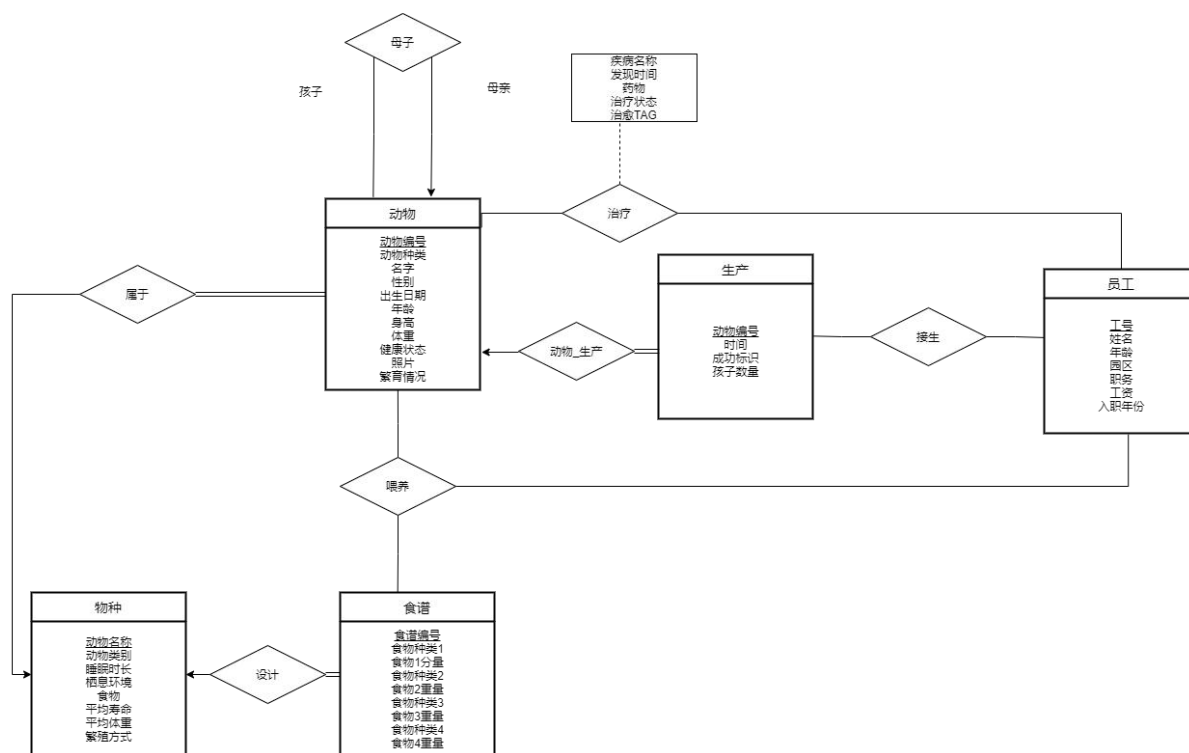 母子
孩子
母亲
疾病名称
发现时间
药物
治疗状态
治愈TAG
动物
动物编号
动物种类
名字
性别
出生日期
年龄
身高
体重
健康状态
照片
繁育情况
治疗
生产
动物编号
时间
成功标识
孩子数量
员工
工号
姓名
年龄
园区
职务
工资
入职年份
属于
动物_生产
接生
喂养
物种
动物名称
动物类别
睡眠时长
栖息环境
食物
平均寿命
平均体重
繁殖方式
设计
食谱
食谱编号
食物种类1
食物1分量
食物种类2
食物2重量
食物种类3
食物3重量
食物种类4
食物4重量